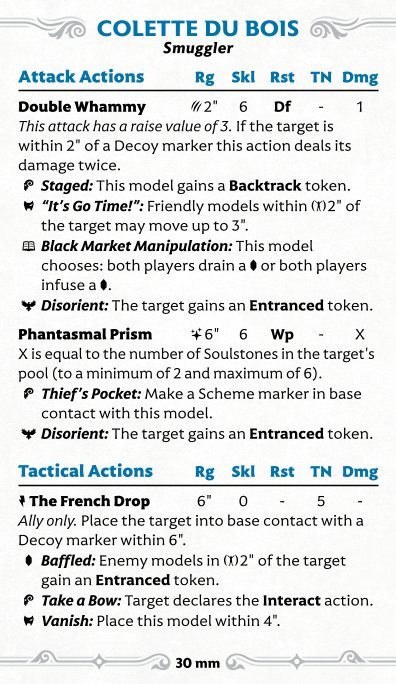 COLETTE DU BOIS
Smuggler
Attack Actions Rg Skl Rst TN Dmg
Double Whammy 2" 6 Df - 1
This attack has a raise value of 3. If the target is
within 2" of a Decoy marker this action deals its
damage twice.
Staged: This model gains a Backtrack token.
"It's Go Time!": Friendly models within 2" of
the target may move up to 3".
Black Market Manipulation: This model
chooses: both players drain a or both players
infuse a .
Disorient: The target gains an Entranced token.
Phantasmal Prism 6" 6 Wp - X
X is equal to the number of Soulstones in the target's
pool (to a minimum of 2 and maximum of 6).
Thief's Pocket: Make a Scheme marker in base
contact with this model.
Disorient: The target gains an Entranced token.
Tactical Actions Rg Skl Rst TN Dmg
The French Drop 6" 0 - 5 -
Ally only. Place the target into base contact with a
Decoy marker within 6".
Baffled: Enemy models in 2" of the target
gain an Entranced token.
Take a Bow: Target declares the Interact action.
Vanish: Place this model within 4".
30 mm